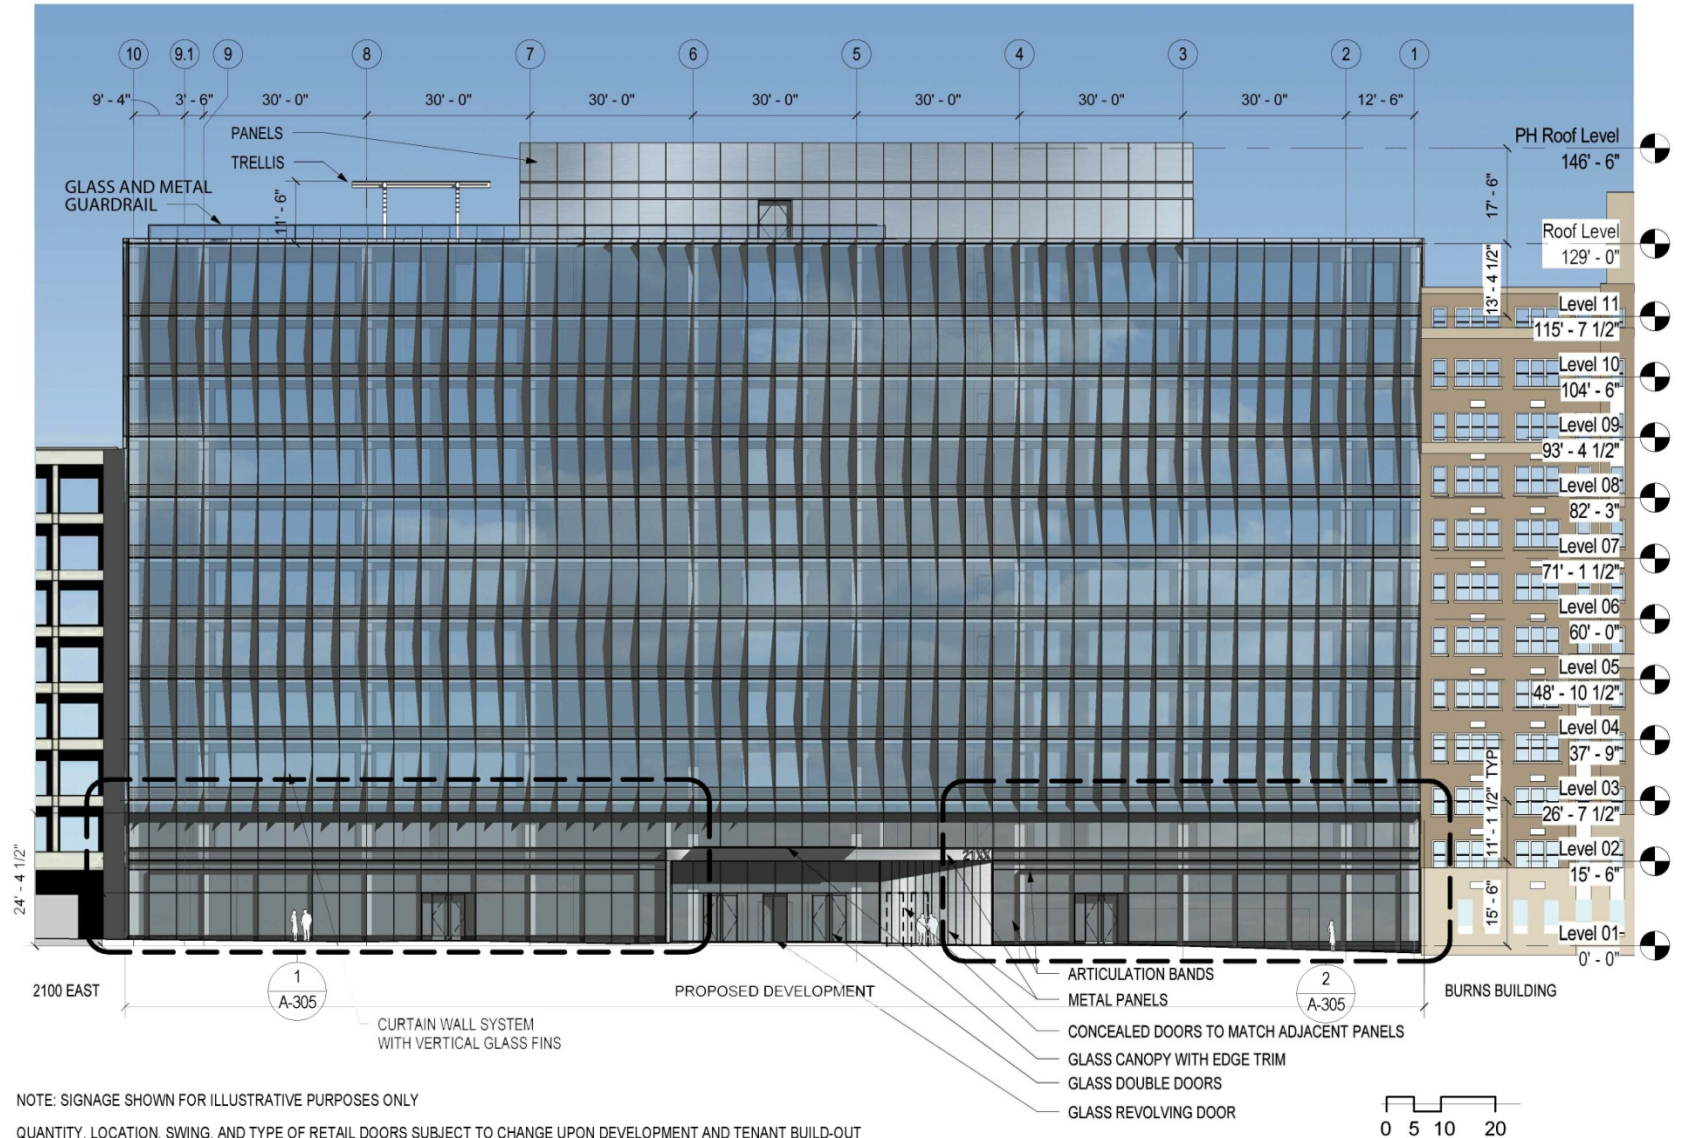 10 9.1 9 8 7 6 5 4 3 2 1
9' - 4" 3' - 6" 30' - 0" 30' - 0" 30' - 0" 30' - 0" 30' - 0" 30' - 0" 30' - 0" 12' - 6"
PANELS
TRELLIS
GLASS AND METAL
GUARDRAIL
11' - 6"
PH Roof Level
146' - 6"
17' - 6"
Roof Level
129' - 0"
13' - 4 1/2"
Level 11
115' - 7 1/2"
Level 10
104' - 6"
Level 09
93' - 4 1/2"
Level 08
82' - 3"
Level 07
71' - 1 1/2"
Level 06
60' - 0"
Level 05
48' - 10 1/2"
Level 04
37' - 9"
Level 03
26' - 7 1/2"
11' - 1 1/2" TYP
Level 02
15' - 6"
15' - 6"
Level 01
0' - 0"
24' - 4 1/2"
2100 EAST
1
A-305
PROPOSED DEVELOPMENT
2
A-305
BURNS BUILDING
CURTAIN WALL SYSTEM
WITH VERTICAL GLASS FINS
ARTICULATION BANDS
METAL PANELS
CONCEALED DOORS TO MATCH ADJACENT PANELS
GLASS CANOPY WITH EDGE TRIM
GLASS DOUBLE DOORS
GLASS REVOLVING DOOR
NOTE: SIGNAGE SHOWN FOR ILLUSTRATIVE PURPOSES ONLY
QUANTITY, LOCATION, SWING, AND TYPE OF RETAIL DOORS SUBJECT TO CHANGE UPON DEVELOPMENT AND TENANT BUILD-OUT
0 5 10 20